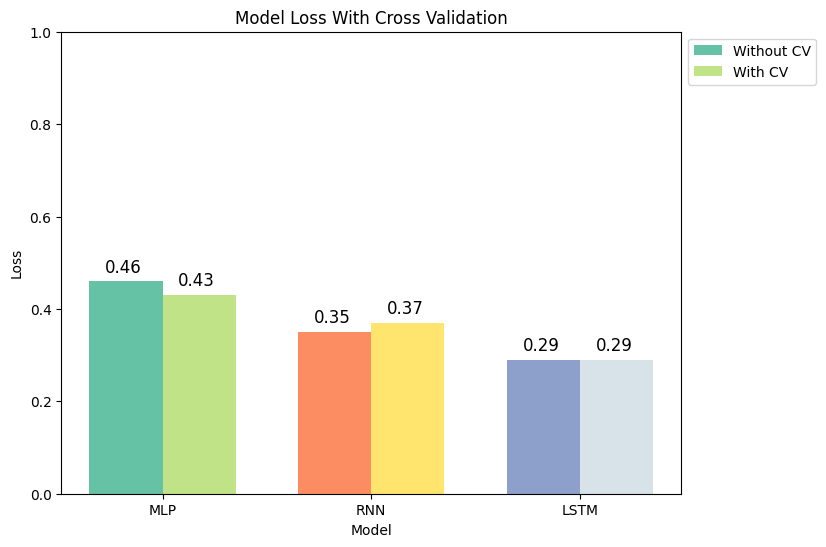 Model Loss With Cross Validation
1.0
0.8
0.6
0.4
0.2
0.0
Loss
0.46
0.43
0.35
0.37
0.29
0.29
MLP
RNN
LSTM
Model
Without CV
With CV